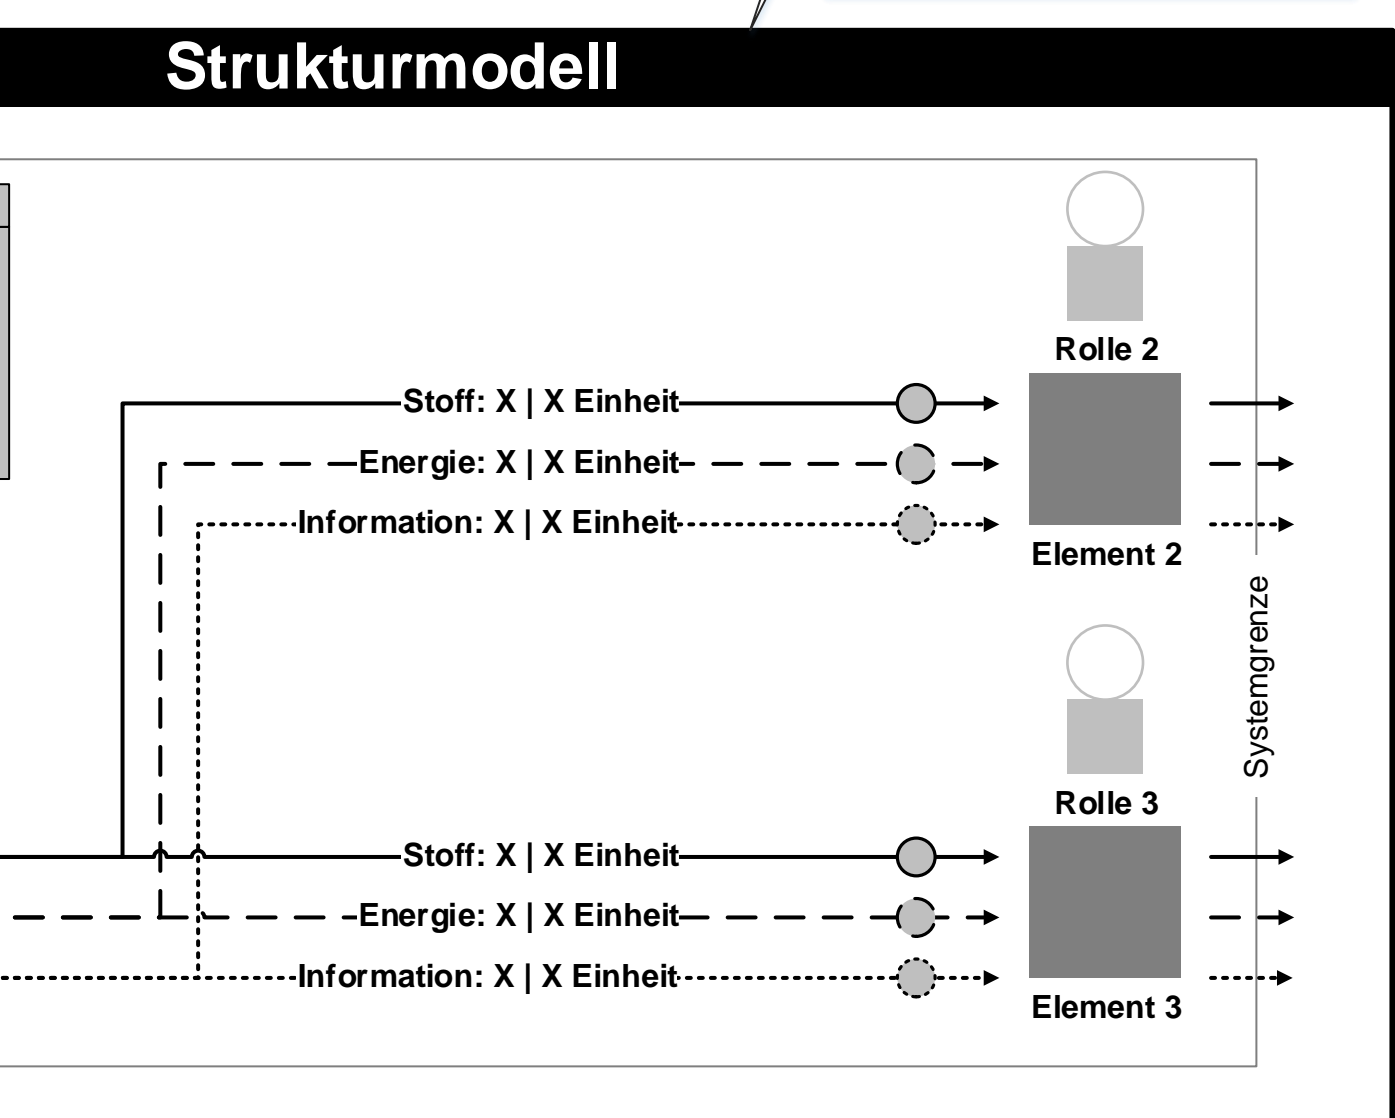 Strukturmodell
Rolle 2
Stoff: X | X Einheit
Energie: X | X Einheit
Information: X | X Einheit
Element 2
Systemgrenze
Rolle 3
Stoff: X | X Einheit
Energie: X | X Einheit
Information: X | X Einheit
Element 3